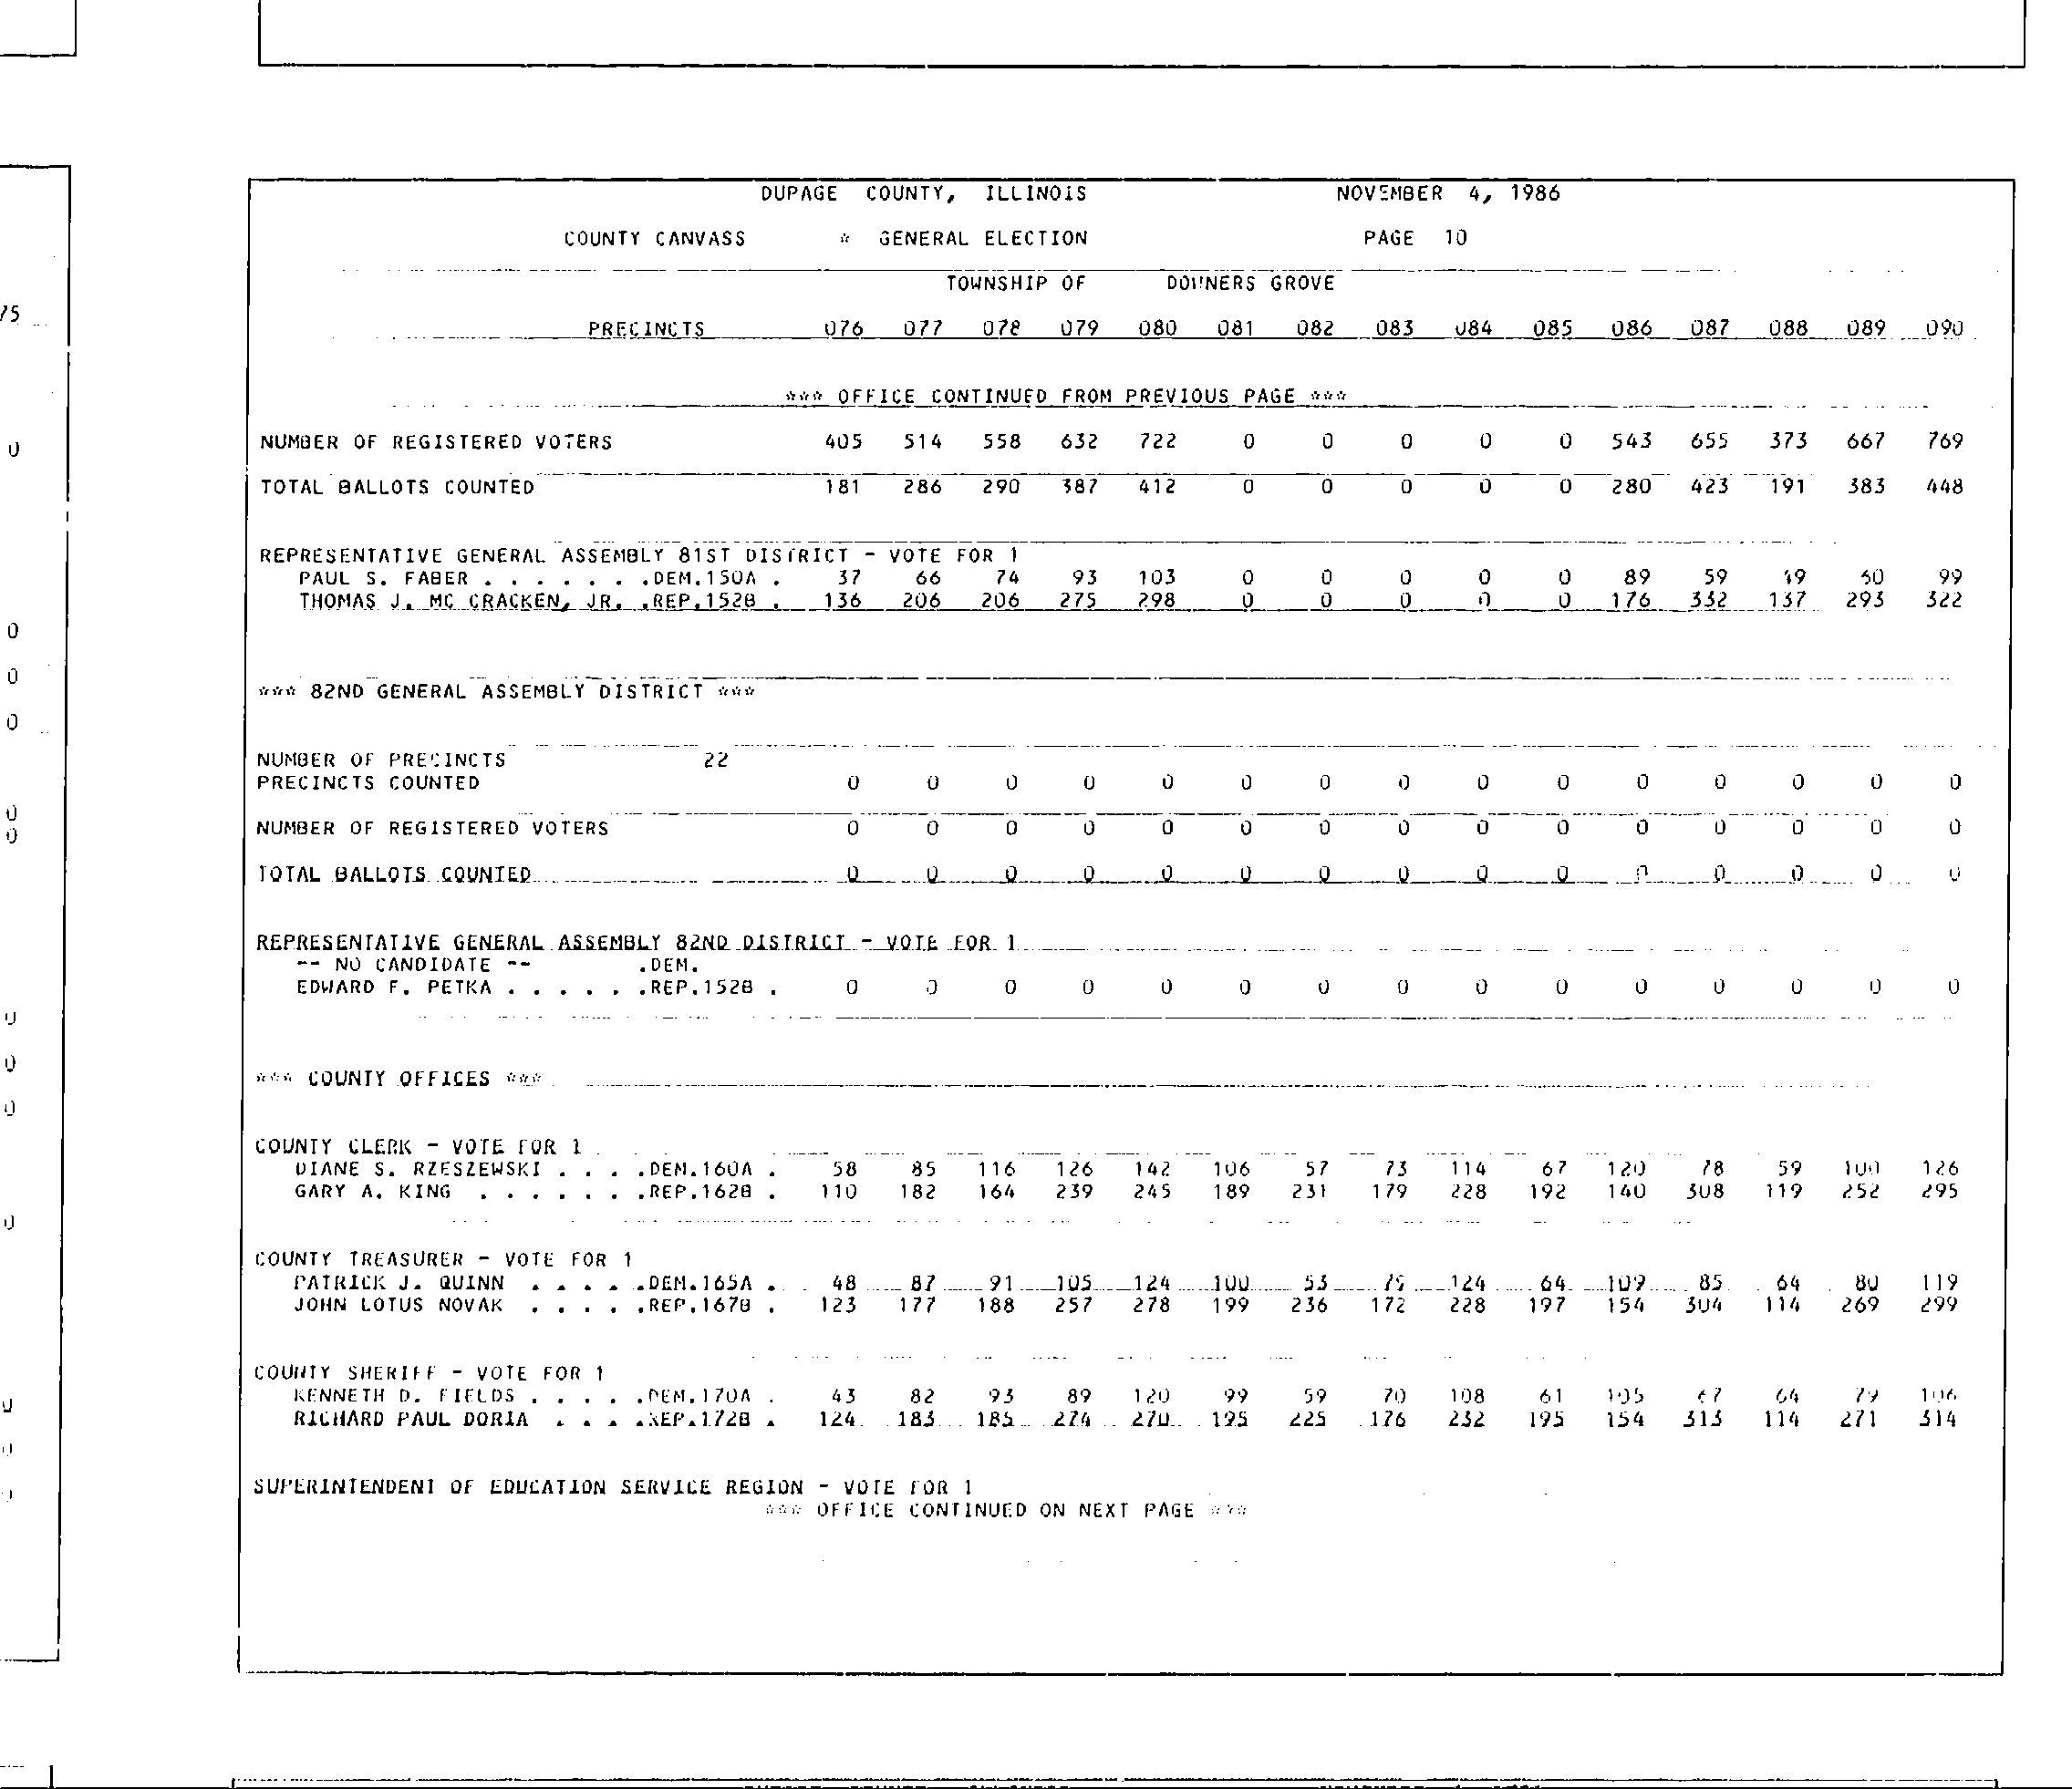 DUPAGE COUNTY, ILLINOIS NOVEMBER 4, 1986
COUNTY CANVASS * GENERAL ELECTION PAGE 10
TOWNSHIP OF DOWNERS GROVE
PRECINCTS 076 077 078 079 080 081 082 083 084 085 086 087 088 089 090
*** OFFICE CONTINUED FROM PREVIOUS PAGE ***
NUMBER OF REGISTERED VOTERS 405 514 558 632 722 0 0 0 0 0 543 655 373 667 769
TOTAL BALLOTS COUNTED 181 286 290 387 412 0 0 0 0 0 280 423 191 383 448
REPRESENTATIVE GENERAL ASSEMBLY 81ST DISTRICT - VOTE FOR 1
PAUL S. FABER . . . . . . .DEM.150A . 37 66 74 93 103 0 0 0 0 0 89 59 99
THOMAS J. MC CRACKEN, JR. .REP.152B . 136 206 206 275 298 0 0 0 0 0 176 332 137 293 322
*** 82ND GENERAL ASSEMBLY DISTRICT ***
NUMBER OF PRECINCTS 22
PRECINCTS COUNTED 0 0 0 0 0 0 0 0 0 0 0 0 0 0 0
NUMBER OF REGISTERED VOTERS 0 0 0 0 0 0 0 0 0 0 0 0 0 0 0
TOTAL BALLOTS COUNTED 0 0 0 0 0 0 0 0 0 0 0 0 0 0 0
REPRESENTATIVE GENERAL ASSEMBLY 82ND DISTRICT - VOTE FOR 1
-- NO CANDIDATE -- .DEM.
EDWARD F. PETKA . . . . . .REP.152B . 0 0 0 0 0 0 0 0 0 0 0 0 0 0 0
*** COUNTY OFFICES ***
COUNTY CLERK - VOTE FOR 1
DIANE S. RZESZEWSKI . . . .DEM.160A . 58 85 116 126 142 106 57 73 114 67 120 78 59 100 126
GARY A. KING . . . . . . .REP.162B . 110 182 164 239 245 189 231 179 228 192 140 308 119 252 295
COUNTY TREASURER - VOTE FOR 1
PATRICK J. QUINN . . . . .DEM.165A . 48 87 91 105 124 100 53 124 64 109 85 64 80 119
JOHN LOTUS NOVAK . . . . .REP.167B . 123 177 188 257 278 199 236 172 228 197 154 304 114 269 299
COUNTY SHERIFF - VOTE FOR 1
KENNETH D. FIELDS . . . . .DEM.170A . 43 82 93 89 120 99 59 70 108 61 105 67 64 79 106
RICHARD PAUL DORIA . . . .REP.172B . 124 183 185 274 270 195 225 176 232 195 154 313 114 271 314
SUPERINTENDENT OF EDUCATION SERVICE REGION - VOTE FOR 1
*** OFFICE CONTINUED ON NEXT PAGE ***